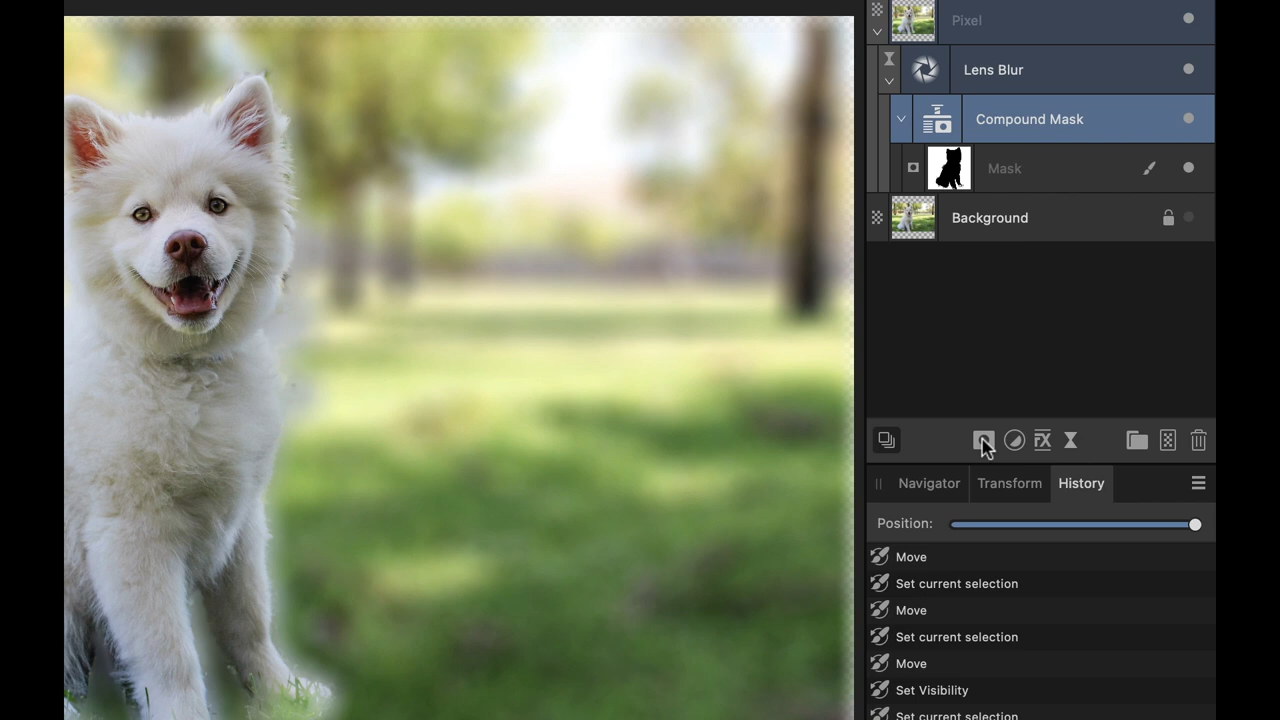 Pixel
Lens Blur
Compound Mask
Mask
Background
FX
Navigator Transform History
Position:
Move
Set current selection
Move
Set current selection
Move
Set Visibility
Set current selection